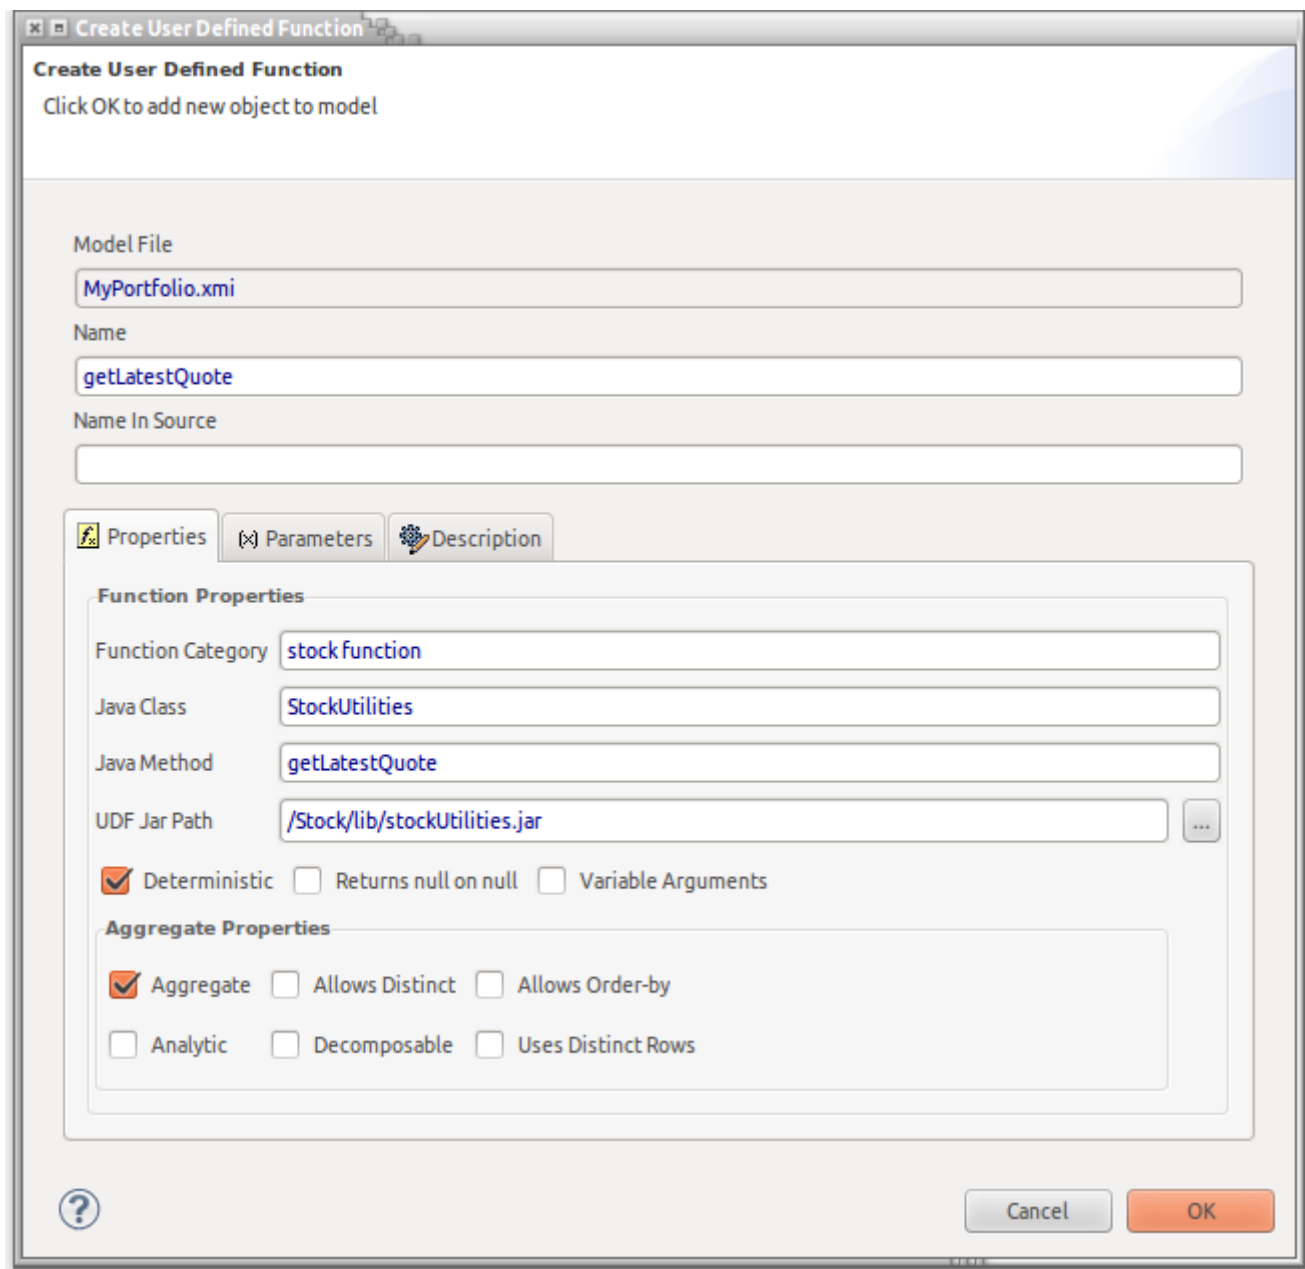 Create User Defined Function
Create User Defined Function
Click OK to add new object to model
Model File
MyPortfolio.xmi
Name
getLatestQuote
Name In Source
Properties (x) Parameters Description
Function Properties
Function Category stock function
Java Class StockUtilities
Java Method getLatestQuote
UDF Jar Path /Stock/lib/stockUtilities.jar ...
Deterministic Returns null on null Variable Arguments
Aggregate Properties
Aggregate Allows Distinct Allows Order-by
Analytic Decomposable Uses Distinct Rows
? Cancel OK